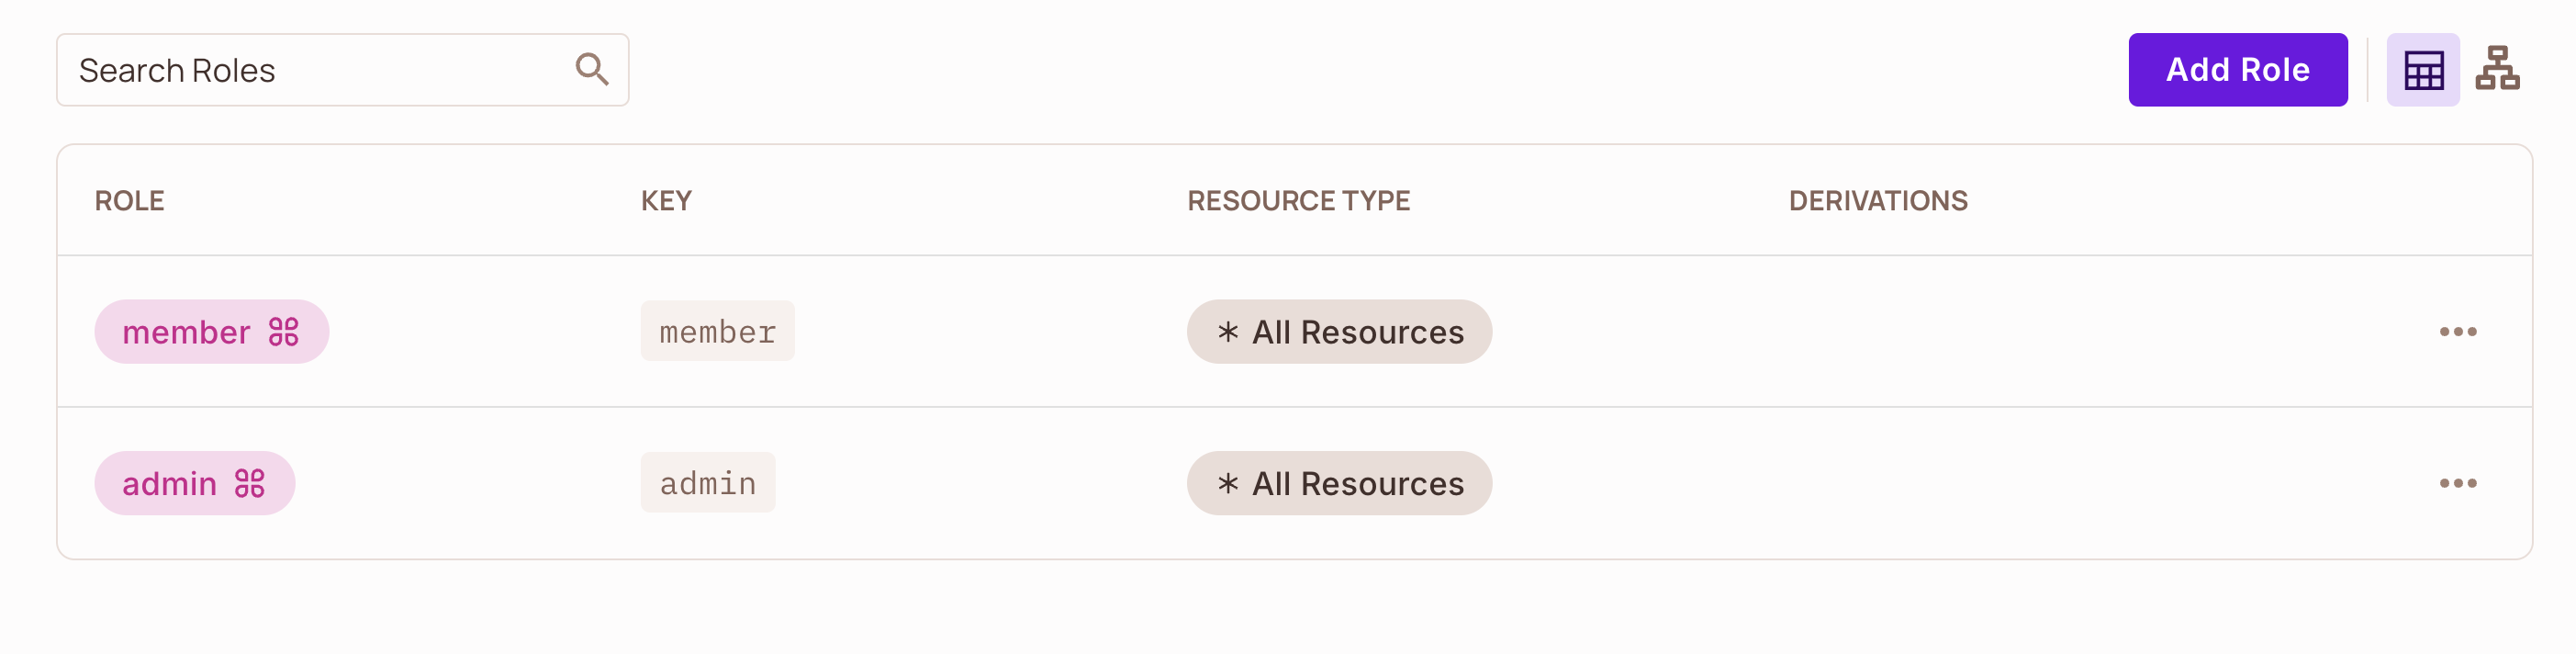 Search Roles
Add Role
ROLE KEY RESOURCE TYPE DERIVATIONS
member member * All Resources
admin admin * All Resources